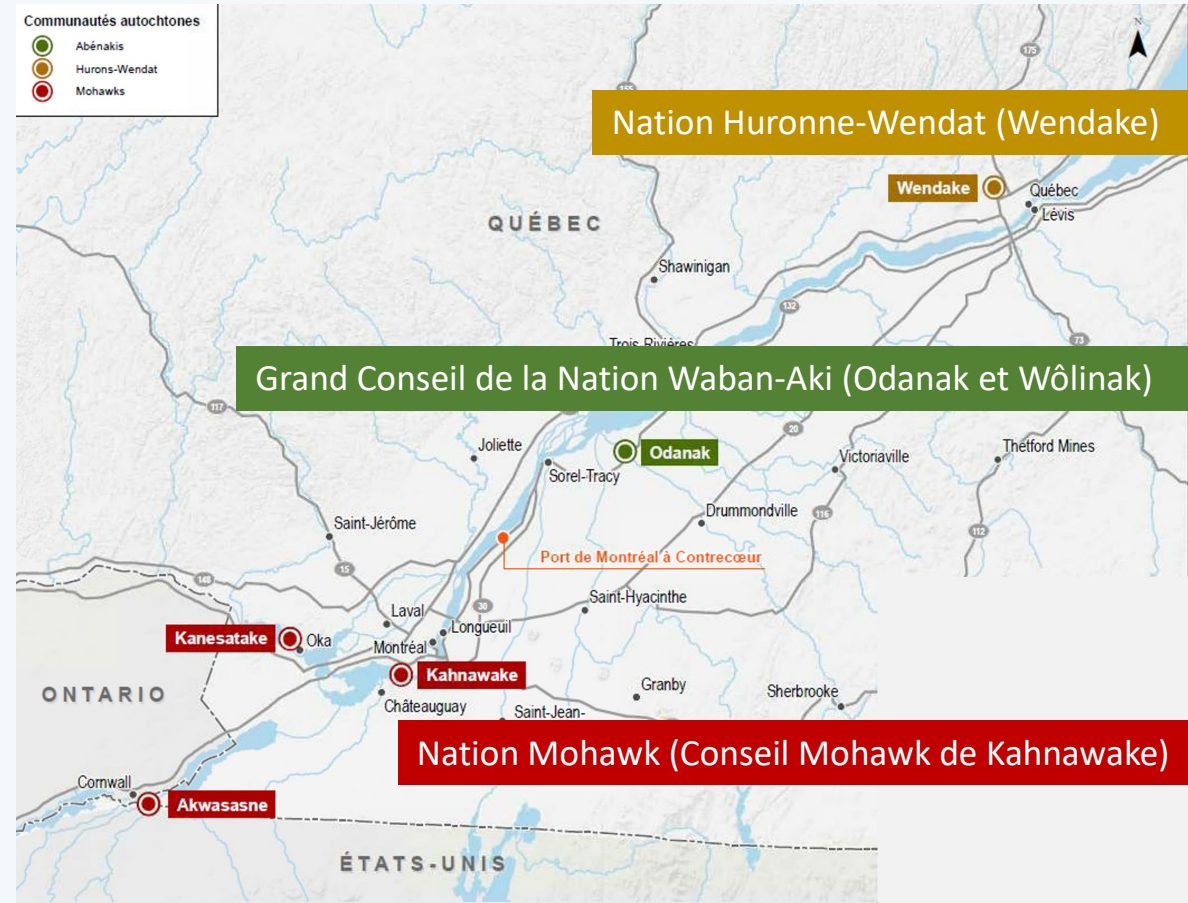 Communautés autochtones
Abénakis
Hurons-Wendat
Mohawks
N
175
155
Nation Huronne-Wendat (Wendake)
Wendake
Québec
Lévis
QUÉBEC
Shawinigan
132
Trois-Rivières
73
Grand Conseil de la Nation Waban-Aki (Odanak et Wôlinak)
117
20
Joliette
Odanak
Victoriaville
Thetford Mines
Sorel-Tracy
Drummondville
116
Saint-Jérôme
112
Port de Montréal à Contrecœur
15
148
Saint-Hyacinthe
30
Laval
Longueuil
Kanesatake
Oka
Montréal
Kahnawake
ONTARIO
Granby
Sherbrooke
Châteauguay
Saint-Jean-
Nation Mohawk (Conseil Mohawk de Kahnawake)
Cornwall
Akwasasne
ÉTATS-UNIS